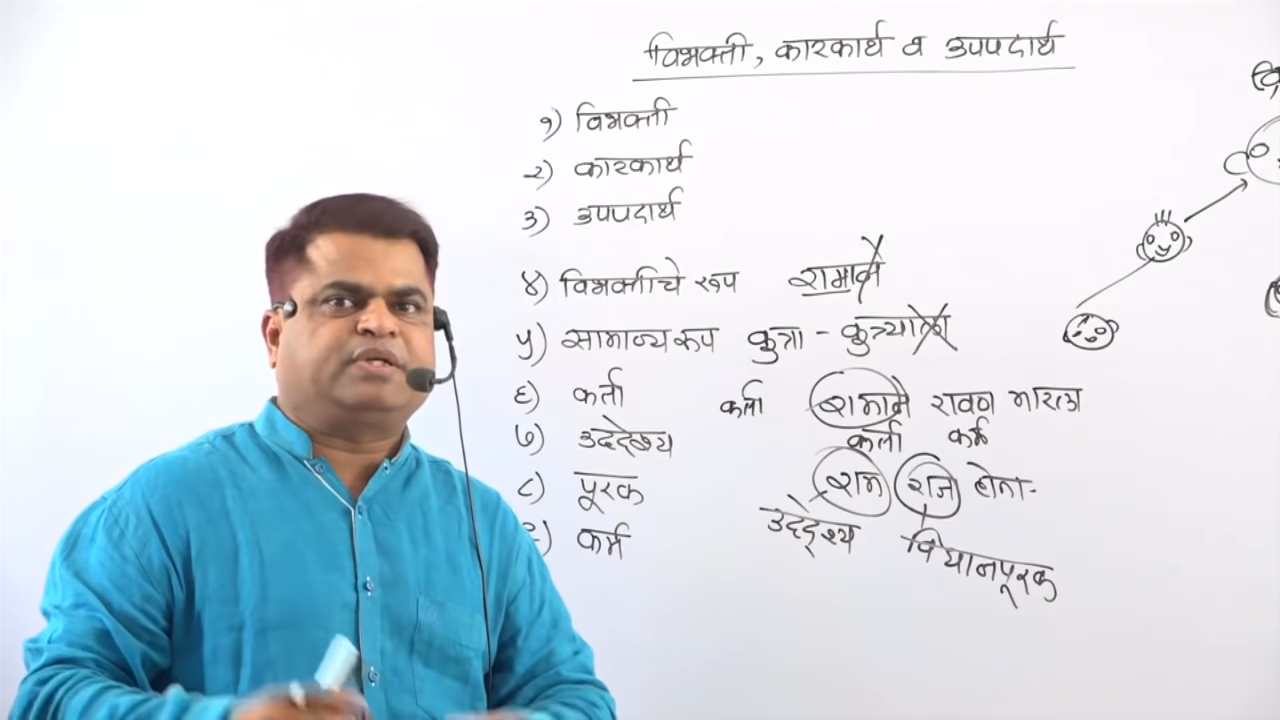 विभक्ती, कारकार्थ व उपपदार्थ
१) विभक्ती
२) कारकार्थ
३) उपपदार्थ
४) विभक्तीचे रूप रामाने
५) सामान्यरूप कुत्रा - कुत्र्याला
६) कर्ता कर्ता रामाने रावण मारला
कर्ता कर्म
७) उद्देश्य
८) पूरक राम राजा होता.
उद्देश्य विधानपूरक
९) कर्म